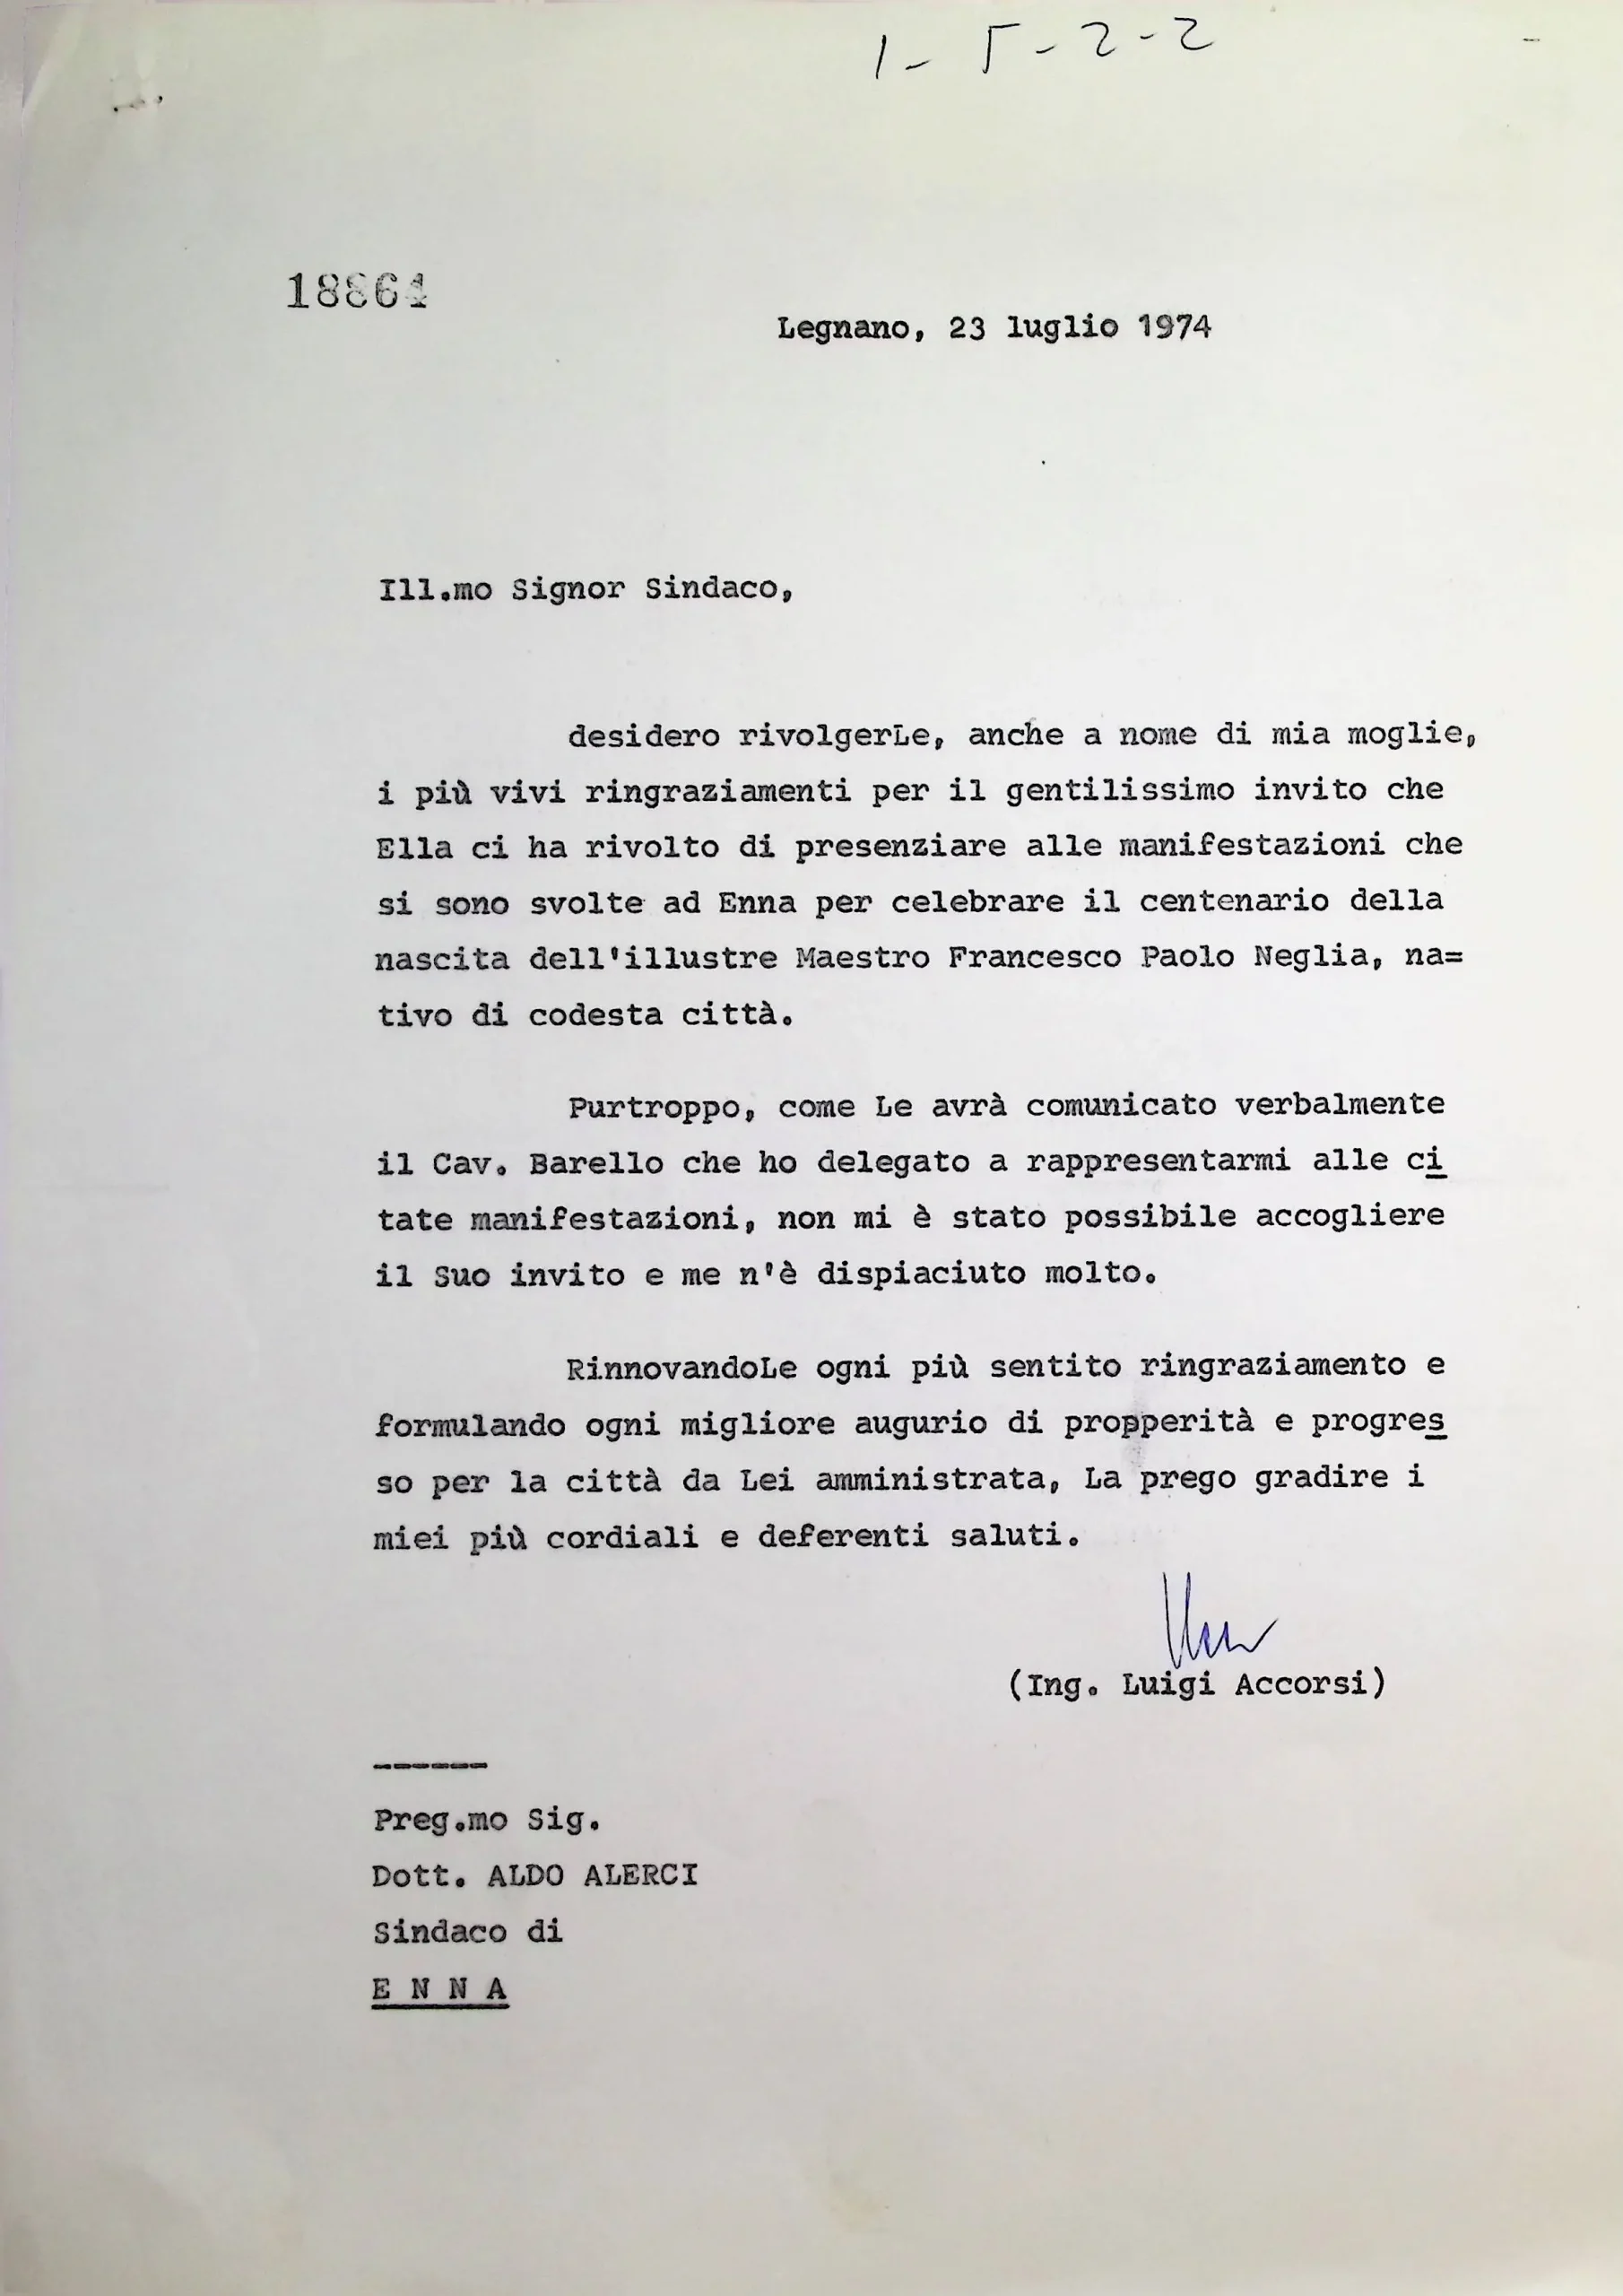 1-5-2-2
18864
Legnano, 23 luglio 1974
Ill.mo Signor Sindaco,
desidero rivolgerLe, anche a nome di mia moglie,
i più vivi ringraziamenti per il gentilissimo invito che
Ella ci ha rivolto di presenziare alle manifestazioni che
si sono svolte ad Enna per celebrare il centenario della
nascita dell'illustre Maestro Francesco Paolo Neglia, na=
tivo di codesta città.
Purtroppo, come Le avrà comunicato verbalmente
il Cav. Barello che ho delegato a rappresentarmi alle ci
tate manifestazioni, non mi è stato possibile accogliere
il Suo invito e me n'è dispiaciuto molto.
RinnovandoLe ogni più sentito ringraziamento e
formulando ogni migliore augurio di propperità e progres
so per la città da Lei amministrata, La prego gradire i
miei più cordiali e deferenti saluti.
(Ing. Luigi Accorsi)
------
Preg.mo Sig.
Dott. ALDO ALERCI
Sindaco di
E N N A